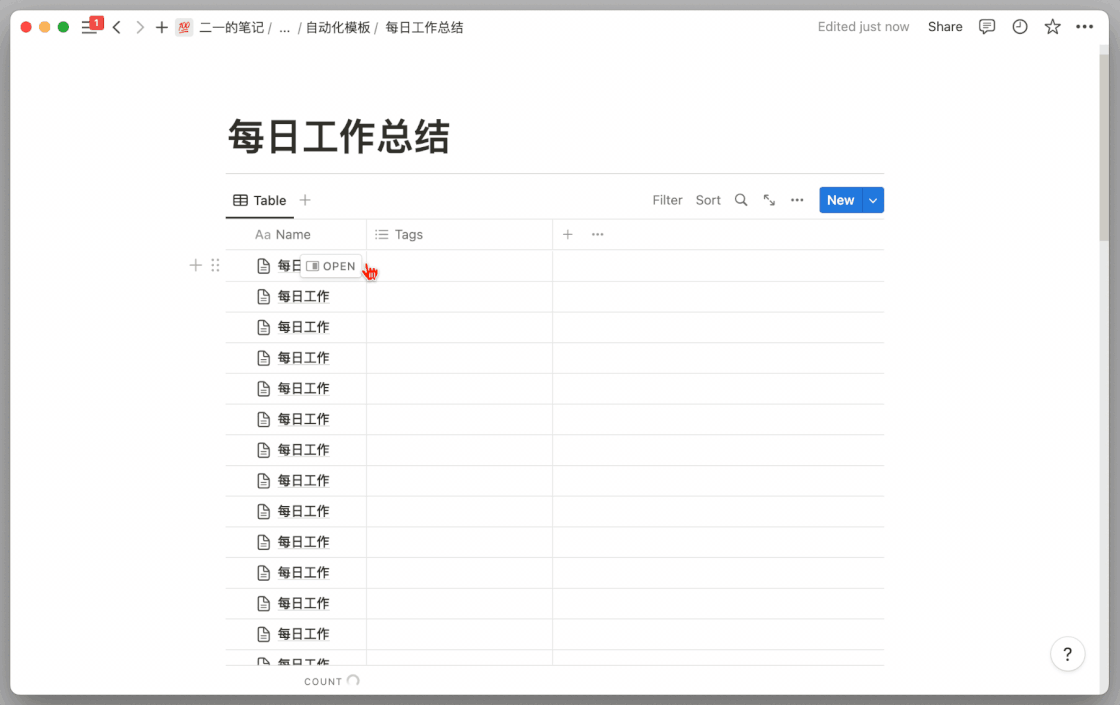 1 💯 二一的笔记 / ... / 自动化模板 / 每日工作总结 Edited just now Share
每日工作总结
Table Filter Sort New
Aa Name Tags
每日 OPEN
每日工作
每日工作
每日工作
每日工作
每日工作
每日工作
每日工作
每日工作
每日工作
每日工作
每日工作
每日工作
每日工作
?
COUNT